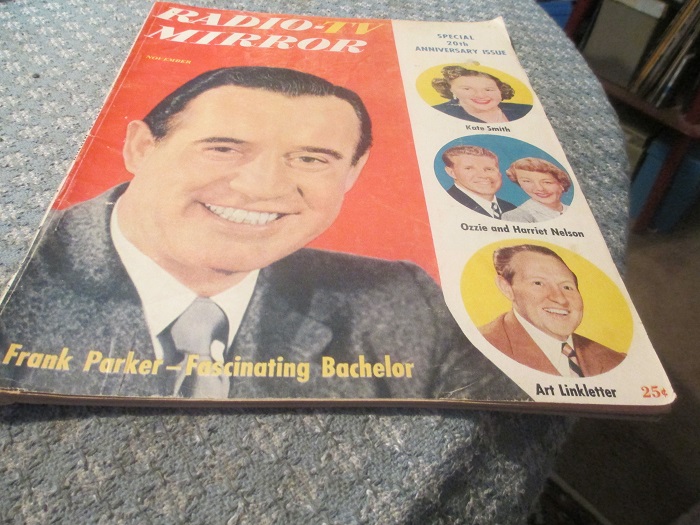 RADIO-TV
MIRROR
NOVEMBER
SPECIAL
20th
ANNIVERSARY ISSUE
Kate Smith
Ozzie and Harriet Nelson
Art Linkletter
25¢
Frank Parker—Fascinating Bachelor